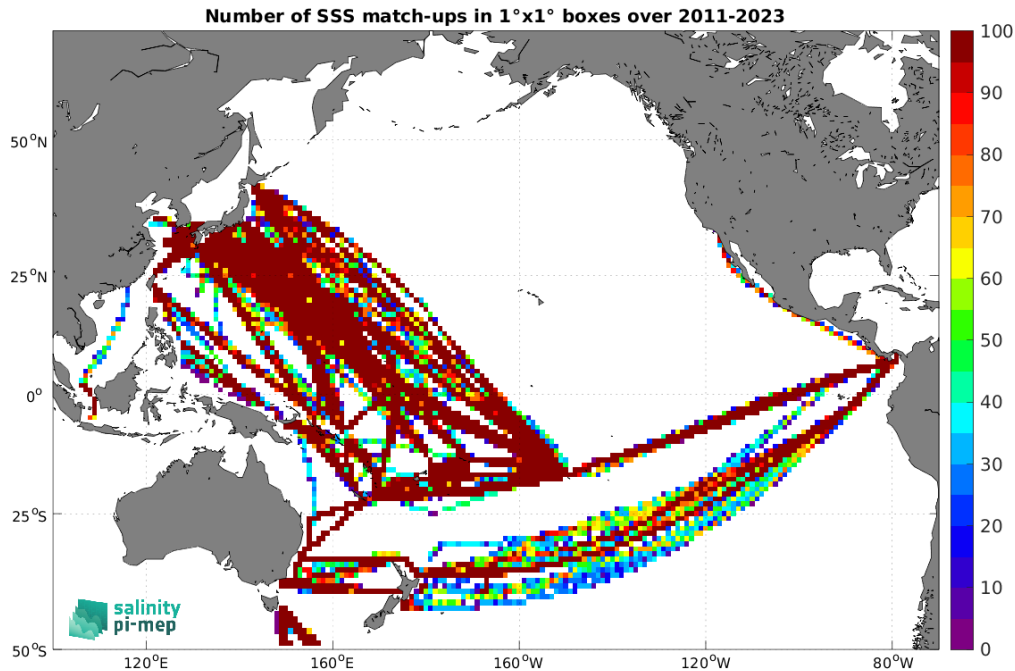 Number of SSS match-ups in 1°x1° boxes over 2011-2023
50°N
25°N
0°
25°S
50°S
120°E
160°E
160°W
120°W
80°W
100
90
80
70
60
50
40
30
20
10
0
salinity
pi-mep